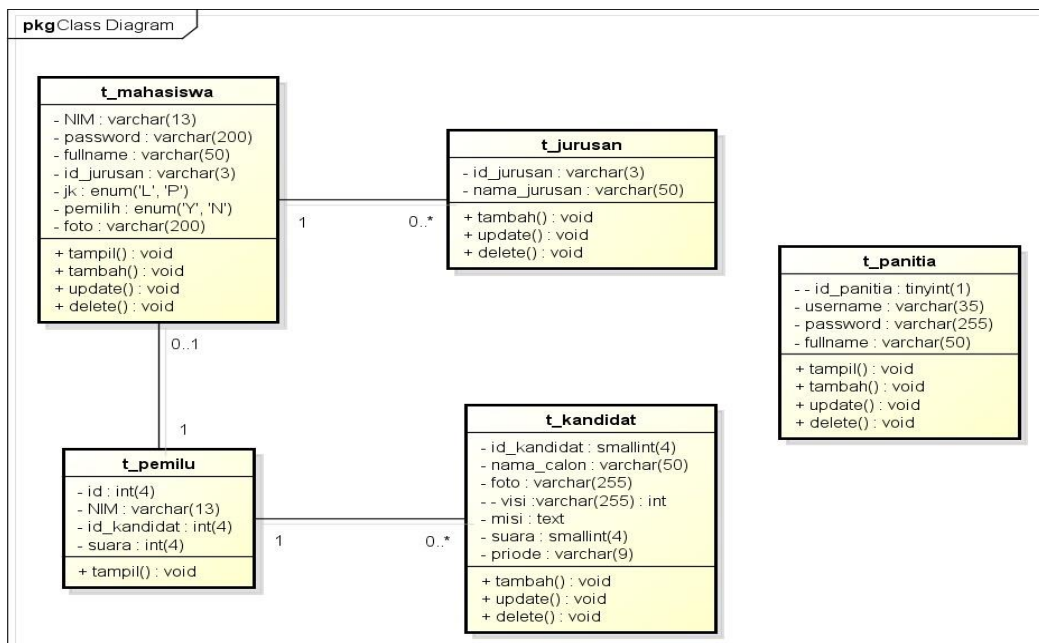 pkg Class Diagram
t_mahasiswa
- NIM : varchar(13)
- password : varchar(200)
- fullname : varchar(50)
- id_jurusan : varchar(3)
- jk : enum('L', 'P')
- pemilih : enum('Y', 'N')
- foto : varchar(200)
+ tampil() : void
+ tambah() : void
+ update() : void
+ delete() : void
1
0..*
t_jurusan
- id_jurusan : varchar(3)
- nama_jurusan : varchar(50)
+ tambah() : void
+ update() : void
+ delete() : void
t_panitia
- - id_panitia : tinyint(1)
- username : varchar(35)
- password : varchar(255)
- fullname : varchar(50)
+ tampil() : void
+ tambah() : void
+ update() : void
+ delete() : void
0..1
1
t_pemilu
- id : int(4)
- NIM : varchar(13)
- id_kandidat : int(4)
- suara : int(4)
+ tampil() : void
1
0..*
t_kandidat
- id_kandidat : smallint(4)
- nama_calon : varchar(50)
- foto : varchar(255)
- - visi :varchar(255) : int
- misi : text
- suara : smallint(4)
- priode : varchar(9)
+ tambah() : void
+ update() : void
+ delete() : void